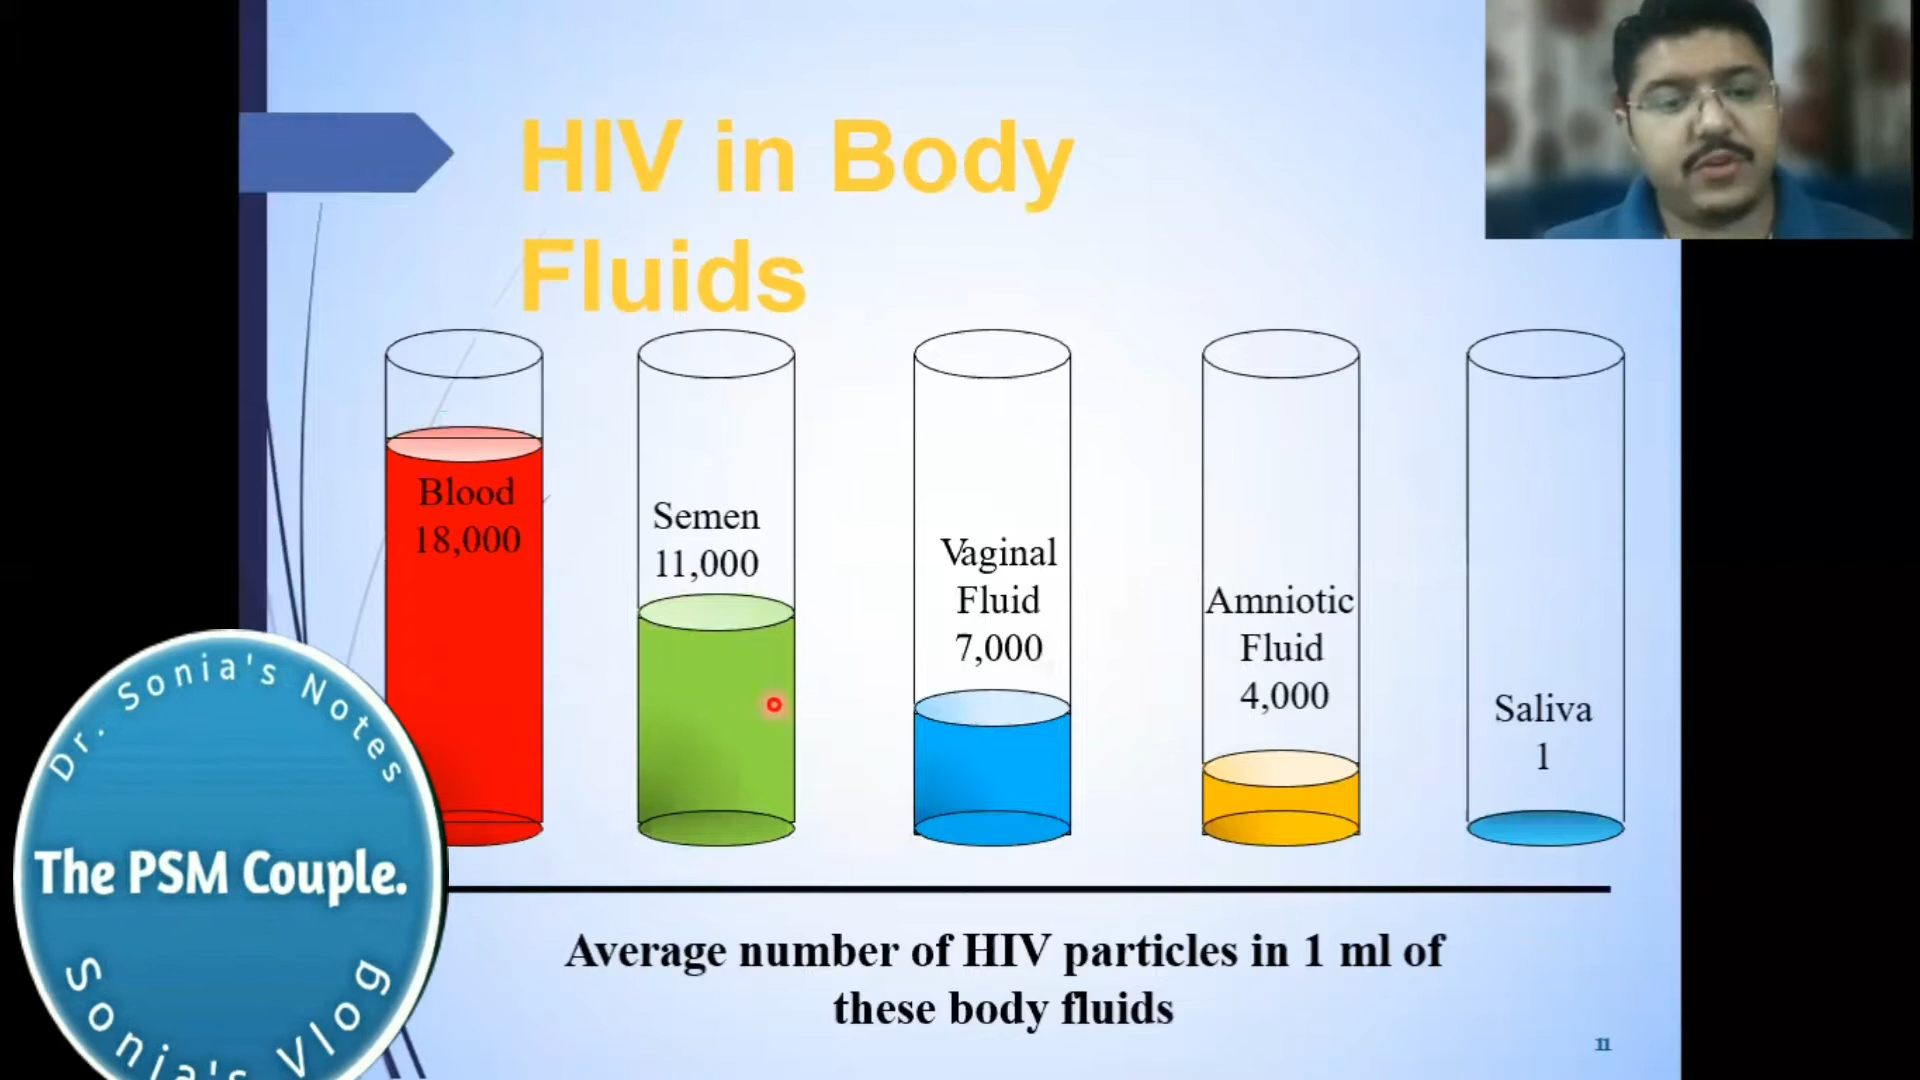 HIV in Body
Fluids
Blood
18,000
Semen
11,000
Vaginal
Fluid
7,000
Amniotic
Fluid
4,000
Saliva
1
Average number of HIV particles in 1 ml of
these body fluids
11
Dr. Sonia's Notes
The PSM Couple.
Sonia's Vlog